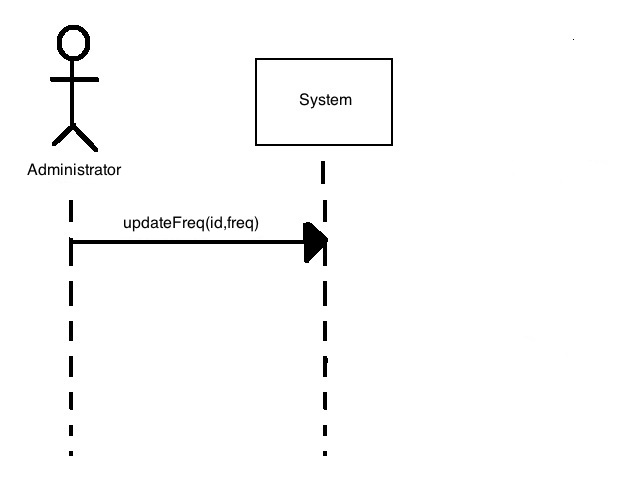 System
Administrator
updateFreq(id,freq)